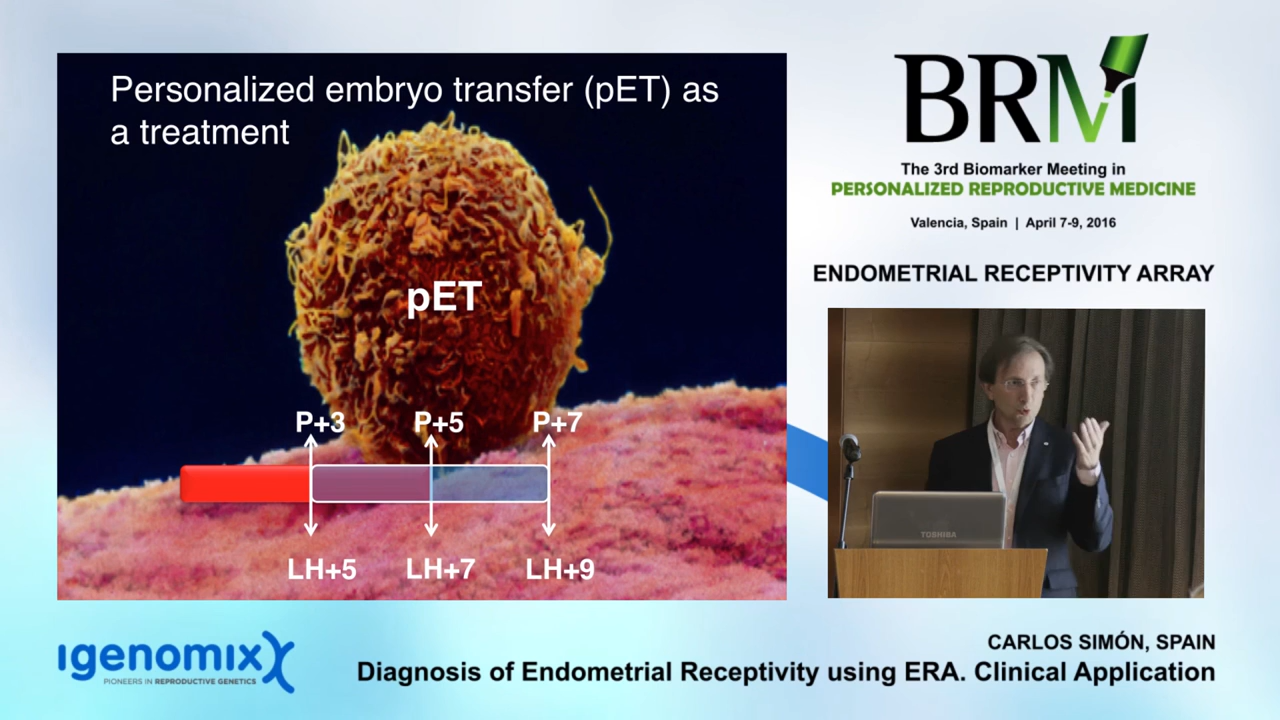 Personalized embryo transfer (pET) as
a treatment
pET
P+3 P+5 P+7
LH+5 LH+7 LH+9
BRM
The 3rd Biomarker Meeting in
PERSONALIZED REPRODUCTIVE MEDICINE
Valencia, Spain | April 7-9, 2016
ENDOMETRIAL RECEPTIVITY ARRAY
TOSHIBA
igenomix
PIONEERS IN REPRODUCTIVE GENETICS
CARLOS SIMÓN, SPAIN
Diagnosis of Endometrial Receptivity using ERA. Clinical Application